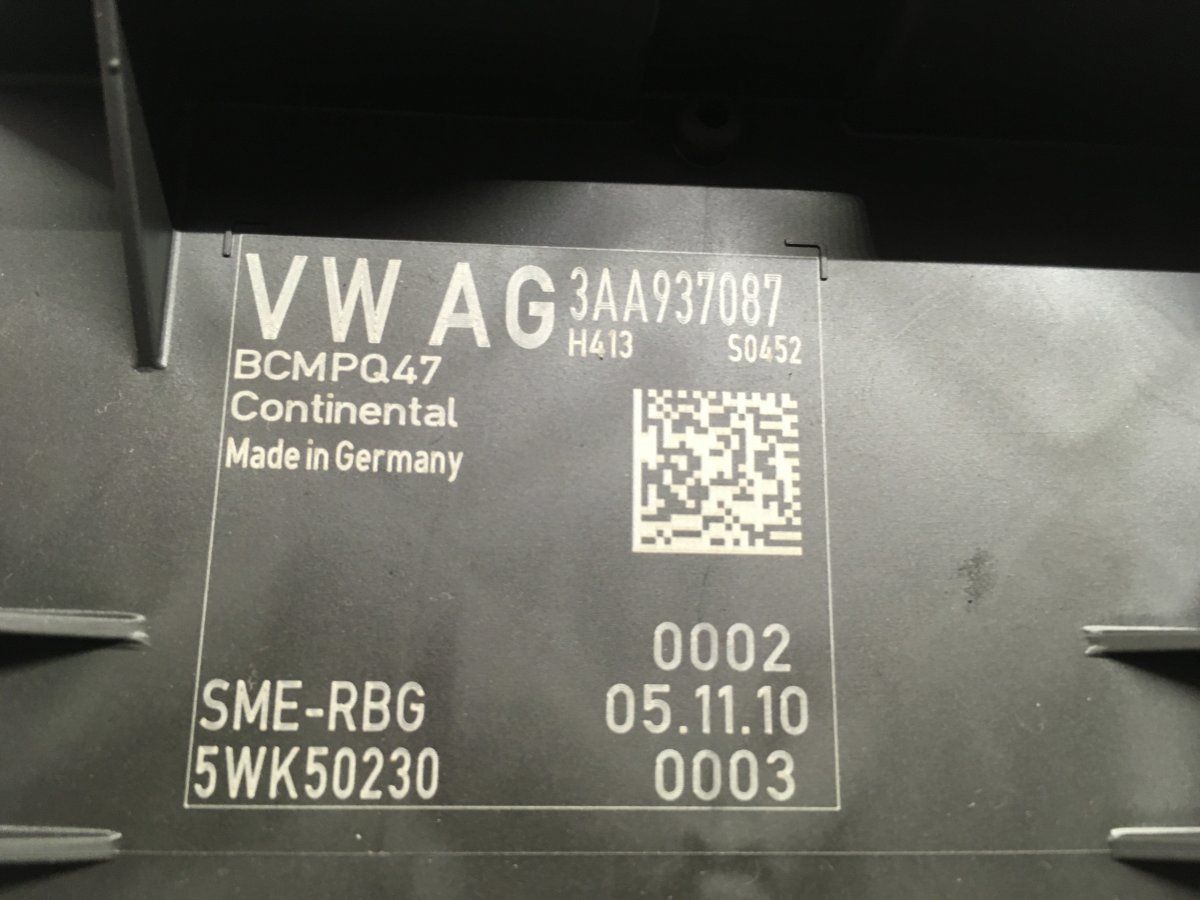 VW AG 3AA937087
H413 S0452
BCMPQ47
Continental
Made in Germany
0002
SME-RBG 05.11.10
5WK50230 0003